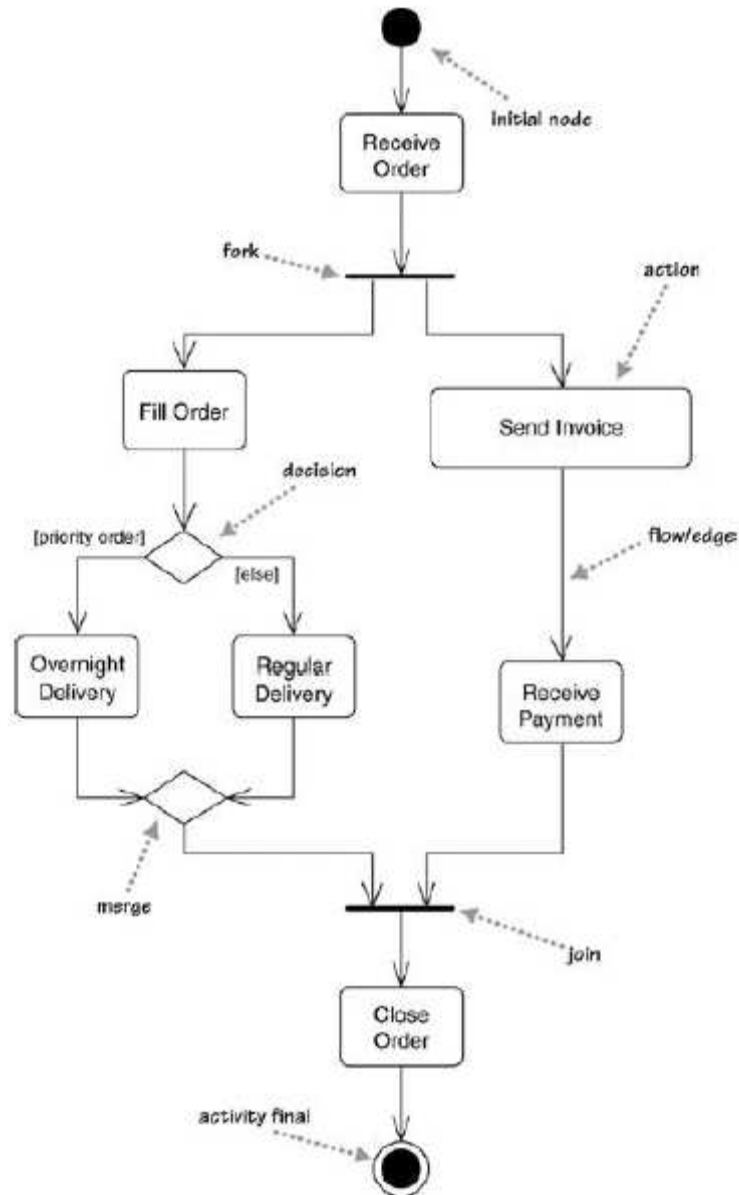 initial node
Receive
Order
fork
action
Fill Order
Send Invoice
decision
[priority order]
[else]
flow/edge
Overnight
Delivery
Regular
Delivery
Receive
Payment
merge
join
Close
Order
activity final